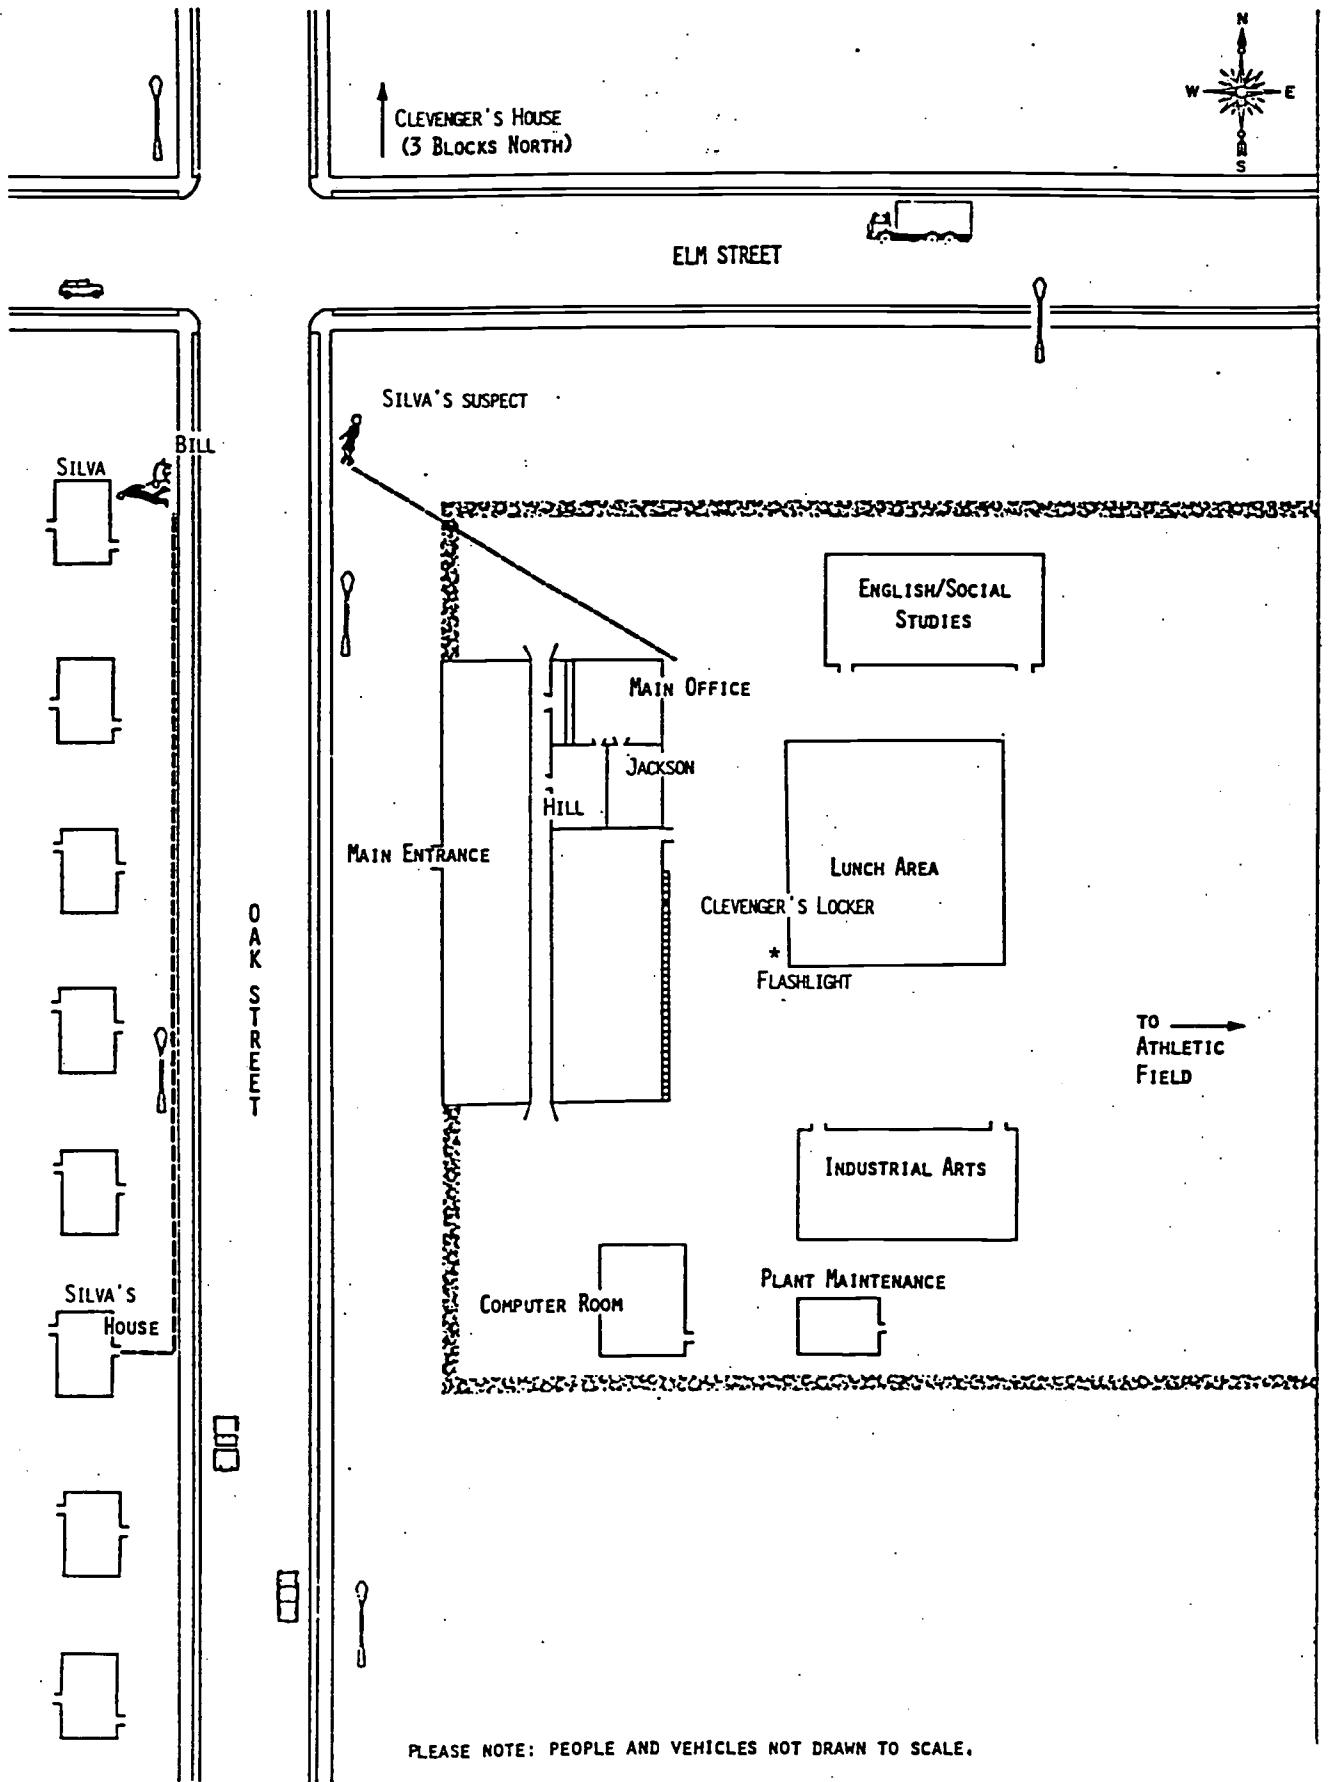 N
CLEVENGER'S HOUSE
(3 BLOCKS NORTH)
W E
S
ELM STREET
SILVA'S SUSPECT
BILL
SILVA
ENGLISH/SOCIAL
STUDIES
MAIN OFFICE
JACKSON
HILL
MAIN ENTRANCE
LUNCH AREA
CLEVENGER'S LOCKER
OAK STREET
*
FLASHLIGHT
TO
ATHLETIC
FIELD
INDUSTRIAL ARTS
SILVA'S
HOUSE
PLANT MAINTENANCE
COMPUTER ROOM
PLEASE NOTE: PEOPLE AND VEHICLES NOT DRAWN TO SCALE.